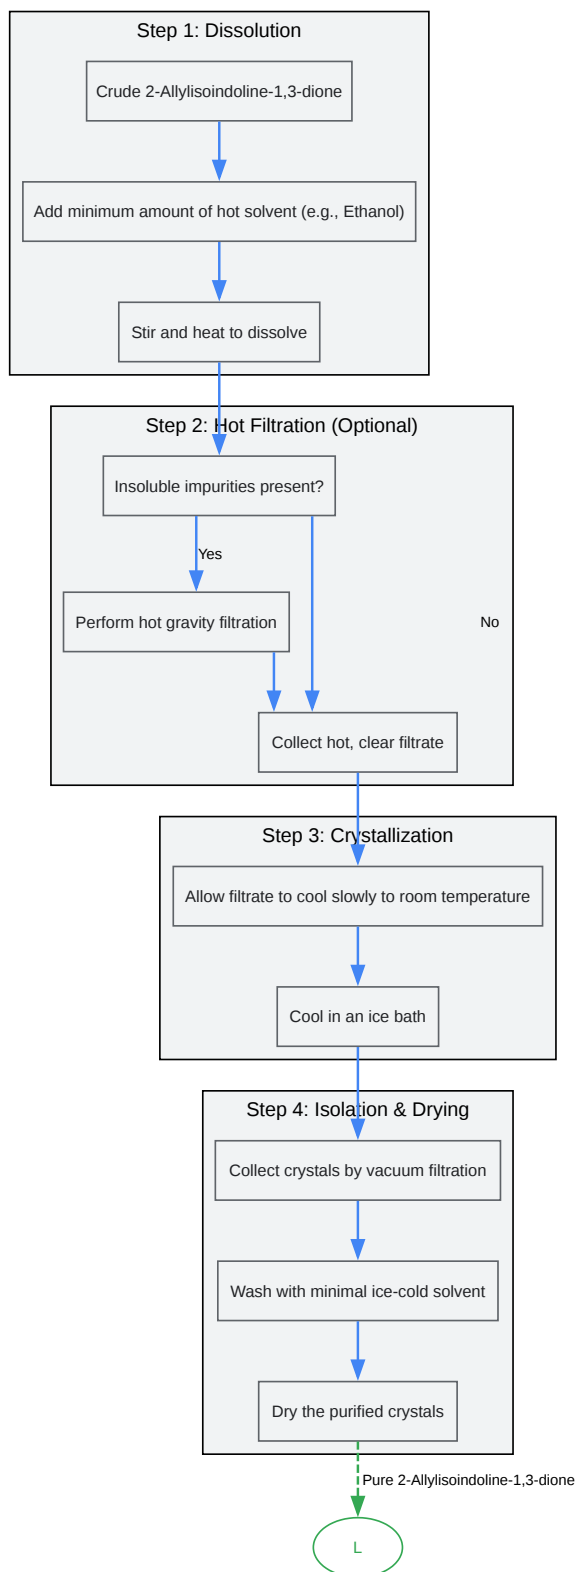 Step 1: Dissolution
Crude 2-Allylisoindoline-1,3-dione
Add minimum amount of hot solvent (e.g., Ethanol)
Stir and heat to dissolve
Step 2: Hot Filtration (Optional)
Insoluble impurities present?
Yes
Perform hot gravity filtration
No
Collect hot, clear filtrate
Step 3: Crystallization
Allow filtrate to cool slowly to room temperature
Cool in an ice bath
Step 4: Isolation & Drying
Collect crystals by vacuum filtration
Wash with minimal ice-cold solvent
Dry the purified crystals
Pure 2-Allylisoindoline-1,3-dione
L